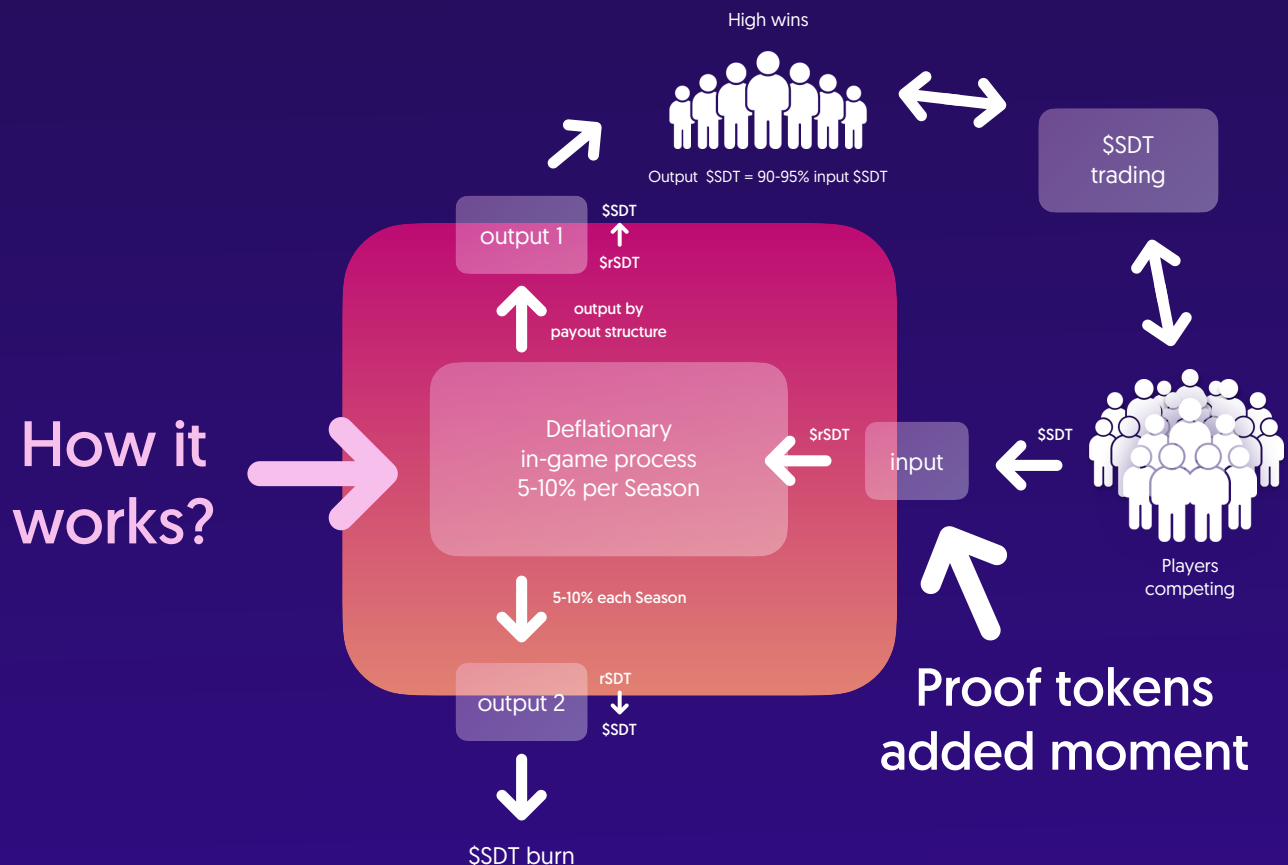 High wins
Output $SDT = 90-95% input $SDT
$SDT
trading
output 1
$SDT
$rSDT
output by
payout structure
How it
works?
Deflationary
in-game process
5-10% per Season
$rSDT
input
$SDT
Players
competing
5-10% each Season
Proof tokens
added moment
output 2
rSDT
$SDT
$SDT burn